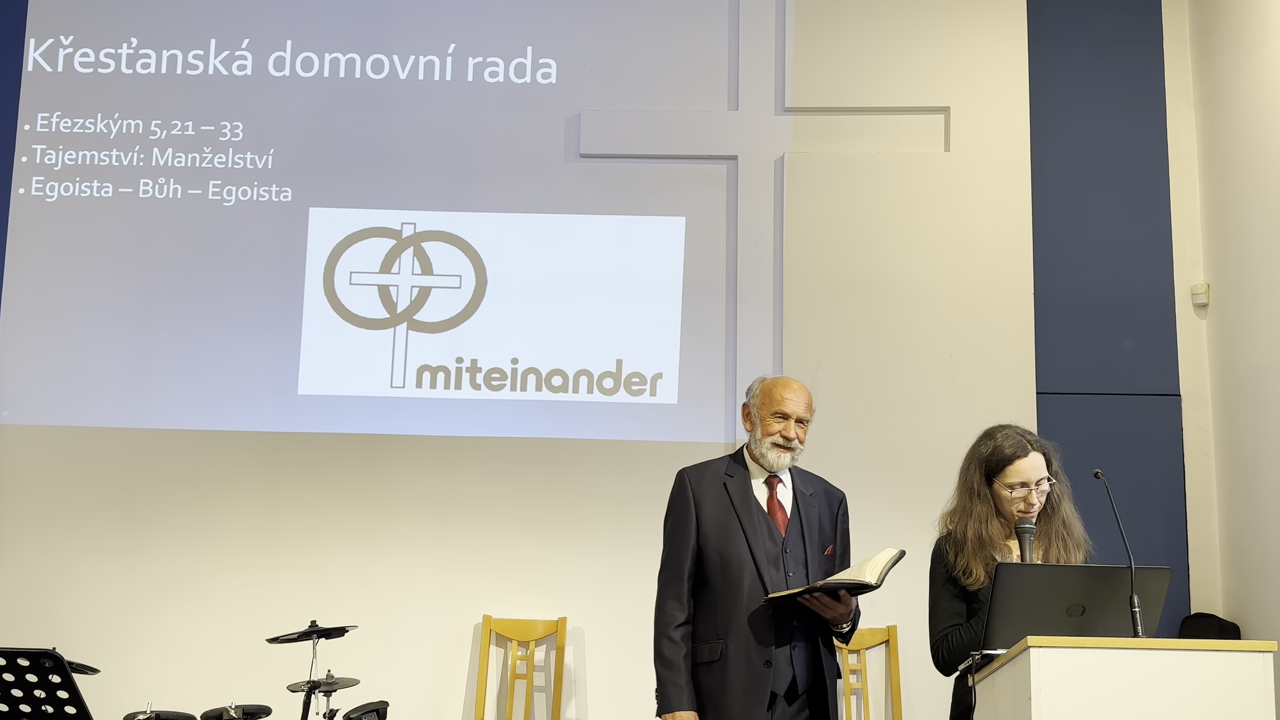 Křesťanská domovní rada
• Efezským 5,21 – 33
• Tajemství: Manželství
• Egoista – Bůh – Egoista
miteinander